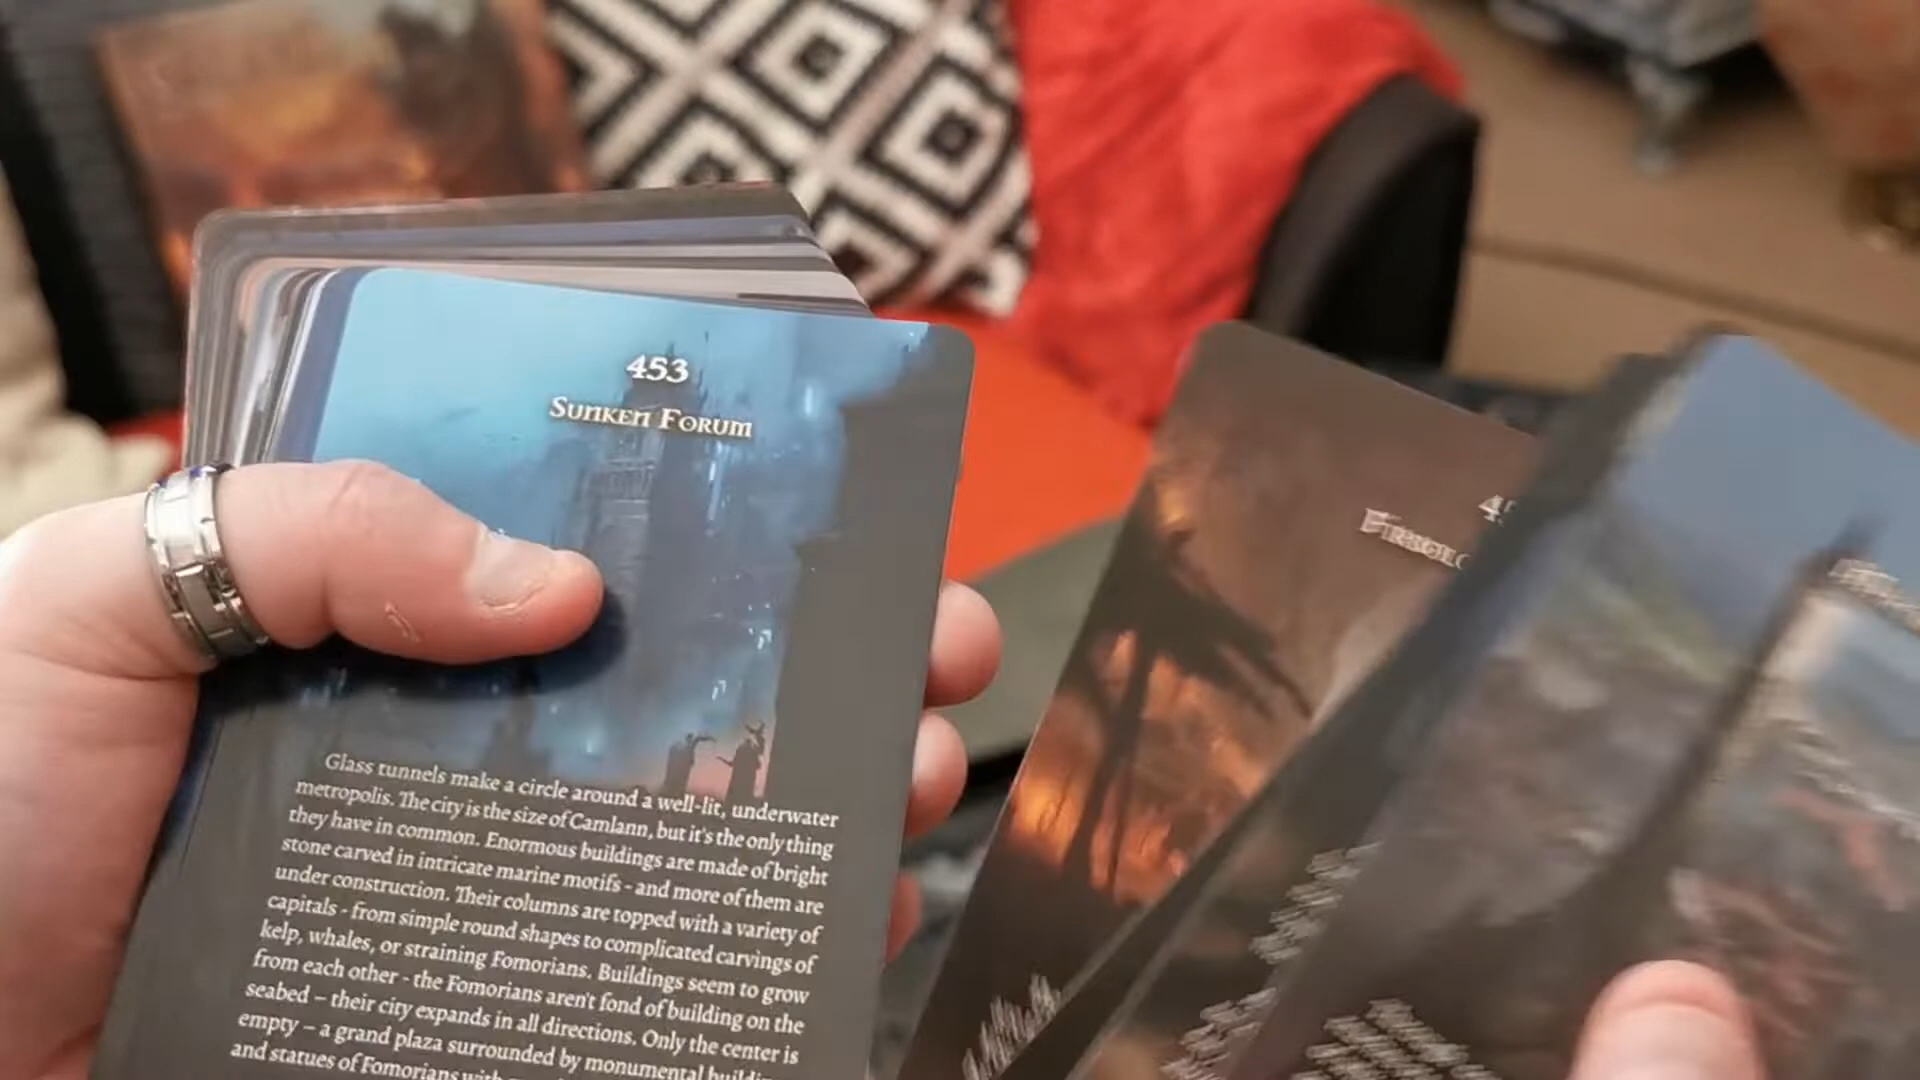 453
Sunken Forum
Glass tunnels make a circle around a well-lit, underwater
metropolis. The city is the size of Camlann, but it's the only thing
they have in common. Enormous buildings are made of bright
stone carved in intricate marine motifs - and more of them are
under construction. Their columns are topped with a variety of
capitals - from simple round shapes to complicated carvings of
kelp, whales, or straining Fomorians. Buildings seem to grow
from each other - the Fomorians aren't fond of building on the
seabed – their city expands in all directions. Only the center is
empty – a grand plaza surrounded by monumental
and statues of Fomorians